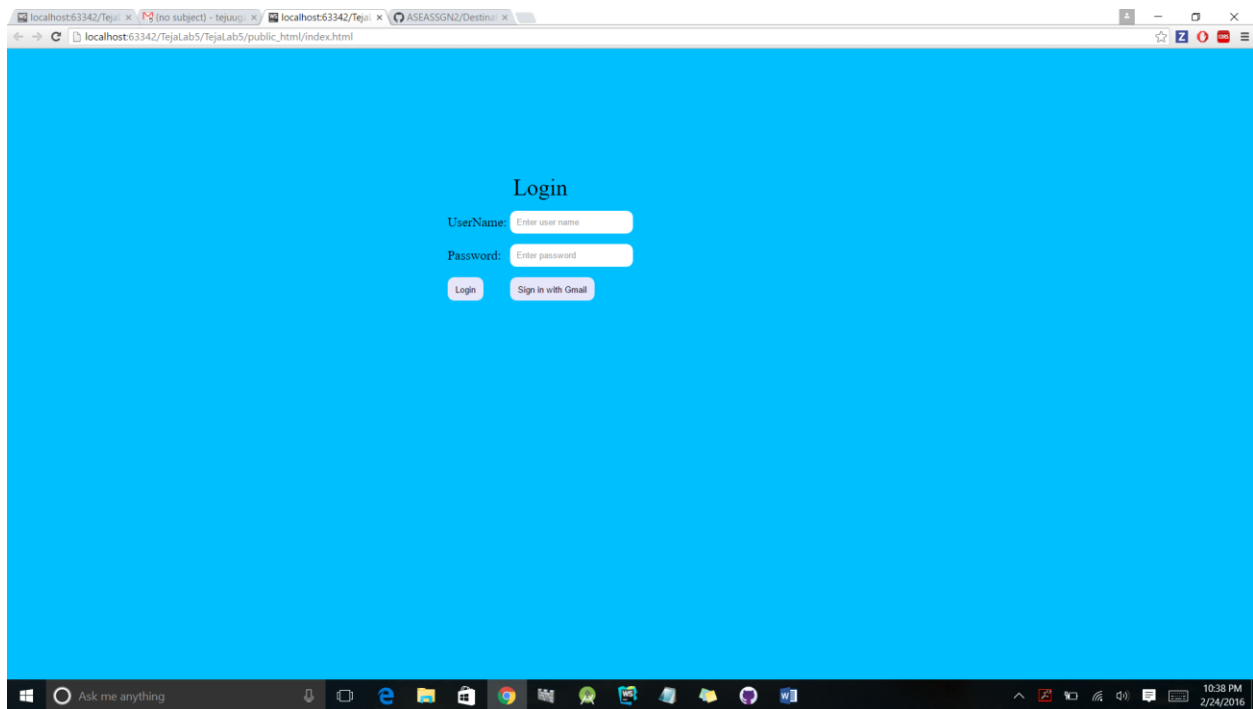 localhost:63342/Teja (no subject) - tejuug localhost:63342/Teja ASEASSGN2/Destina
localhost:63342/TejaLab5/TejaLab5/public_html/index.html
Login
UserName: Enter user name
Password: Enter password
Login Sign in with Gmail
Ask me anything
10:38 PM
2/24/2016